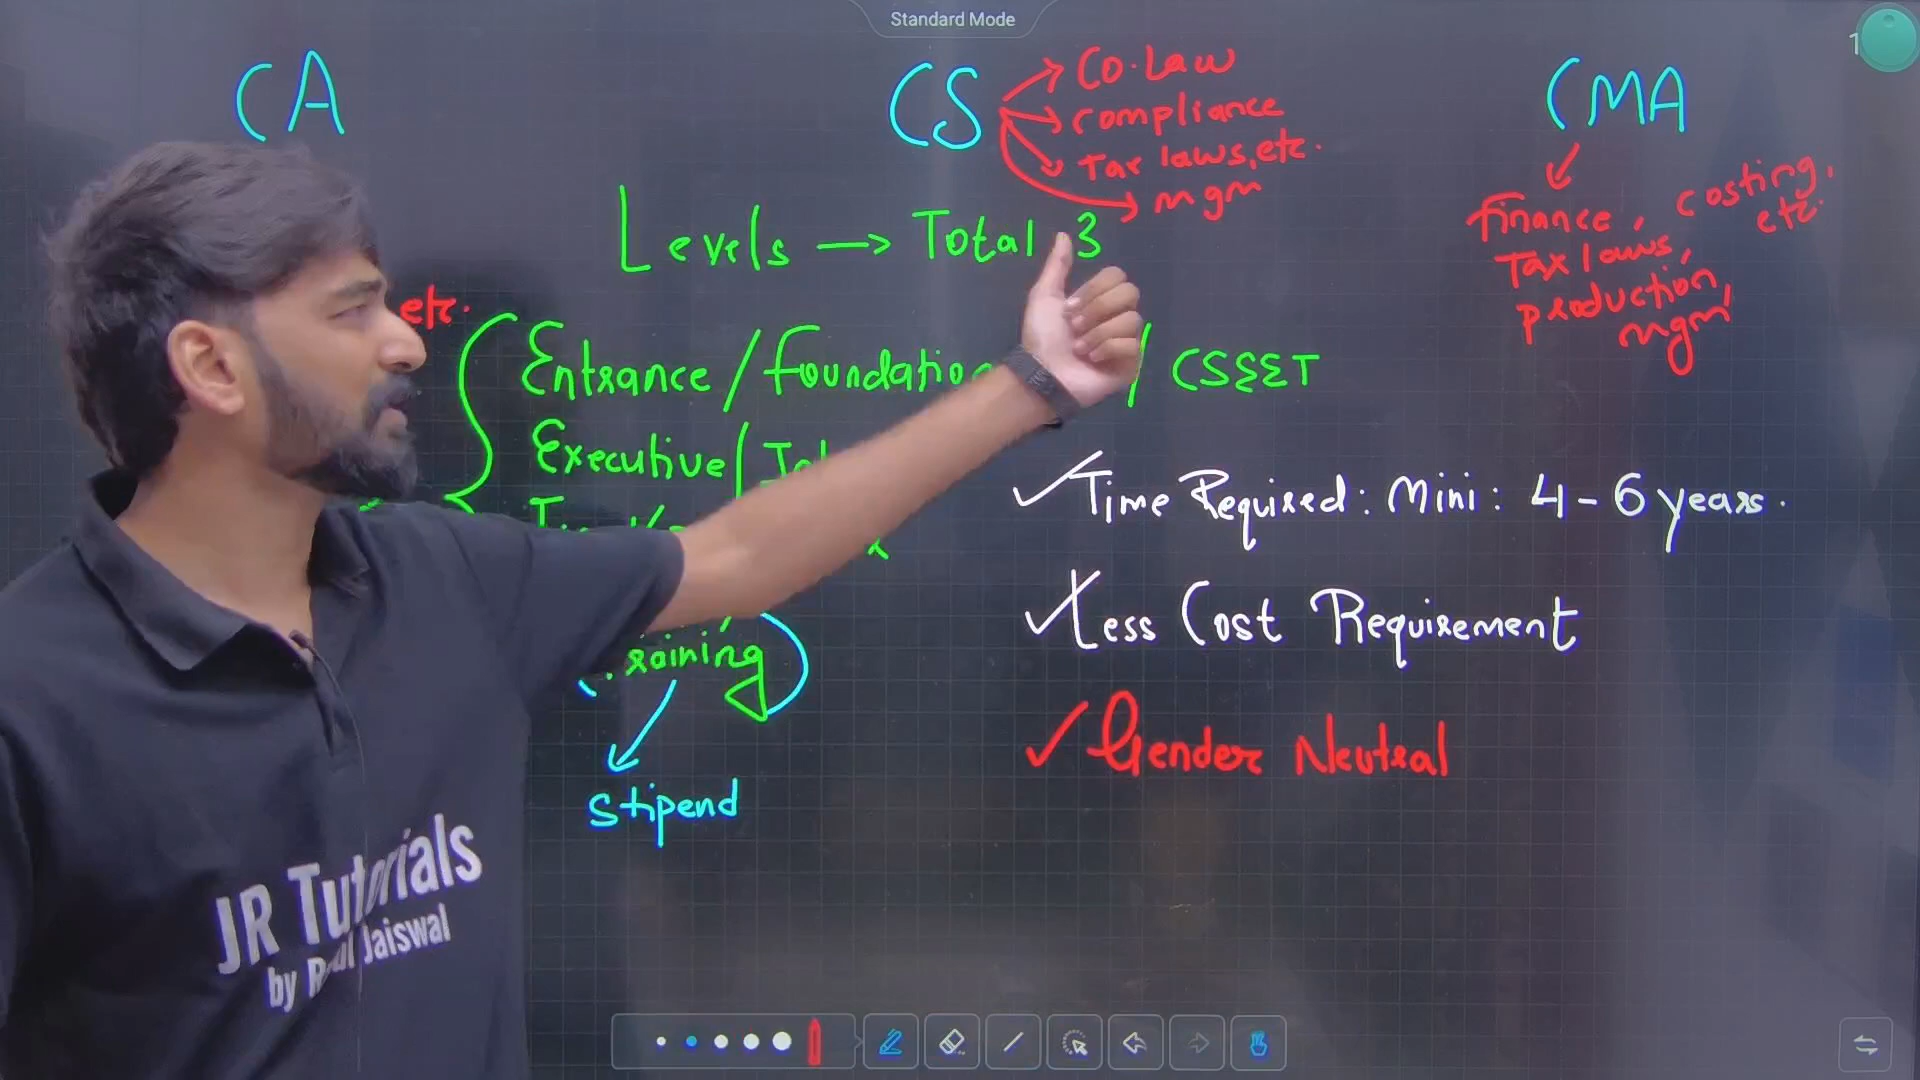 Standard Mode
CA
CS
Co. Law
compliance
Tax laws, etc.
mgm
CMA
finance, costing, etc.
Tax laws,
production,
mgm
Levels → Total 3
etc.
Entrance / Foundation / CSEET
Executive /
✓ Time Required: Mini: 4 - 6 years.
✓ Less Cost Requirement
✓ Gender Neutral
stipend
JR Tutorials
by Jaiswal